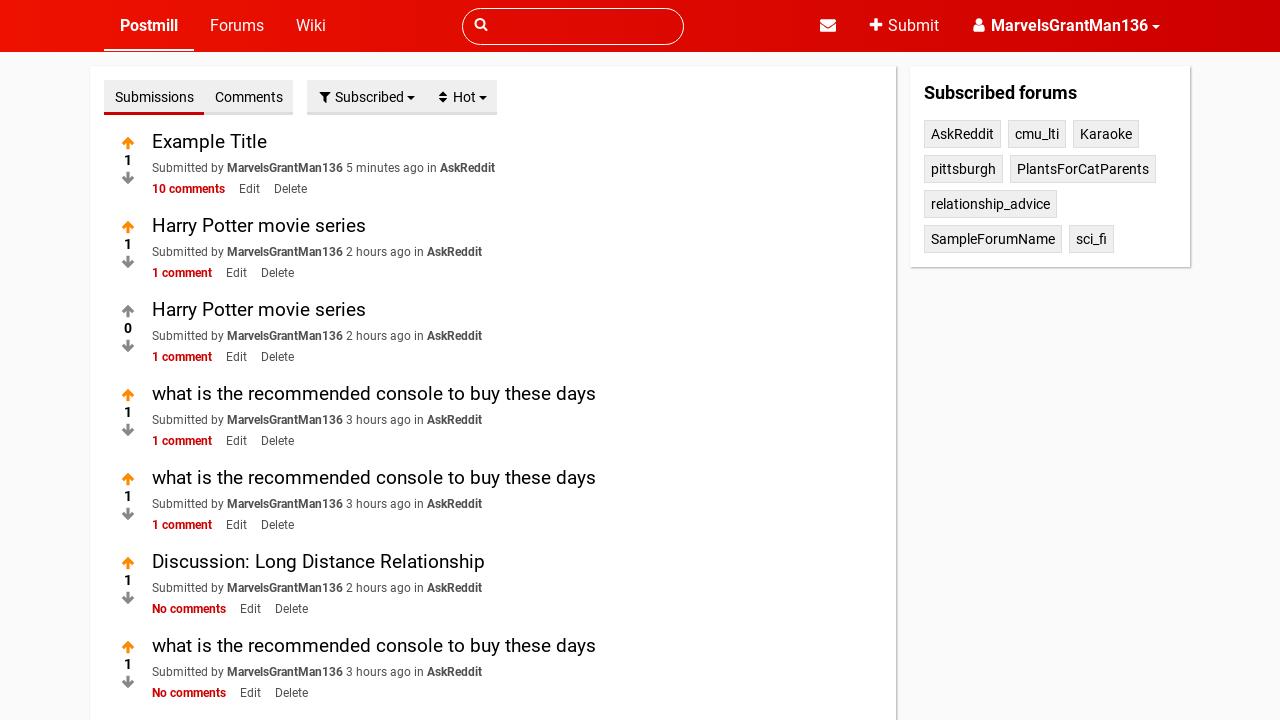 Postmill Forums Wiki Submit MarvelsGrantMan136
Submissions Comments Subscribed Hot
Example Title
1
Submitted by MarvelsGrantMan136 5 minutes ago in AskReddit
10 comments Edit Delete
Harry Potter movie series
1
Submitted by MarvelsGrantMan136 2 hours ago in AskReddit
1 comment Edit Delete
Harry Potter movie series
0
Submitted by MarvelsGrantMan136 2 hours ago in AskReddit
1 comment Edit Delete
what is the recommended console to buy these days
1
Submitted by MarvelsGrantMan136 3 hours ago in AskReddit
1 comment Edit Delete
what is the recommended console to buy these days
1
Submitted by MarvelsGrantMan136 3 hours ago in AskReddit
1 comment Edit Delete
Discussion: Long Distance Relationship
1
Submitted by MarvelsGrantMan136 2 hours ago in AskReddit
No comments Edit Delete
what is the recommended console to buy these days
1
Submitted by MarvelsGrantMan136 3 hours ago in AskReddit
No comments Edit Delete
Subscribed forums
AskReddit cmu_lti Karaoke
pittsburgh PlantsForCatParents
relationship_advice
SampleForumName sci_fi